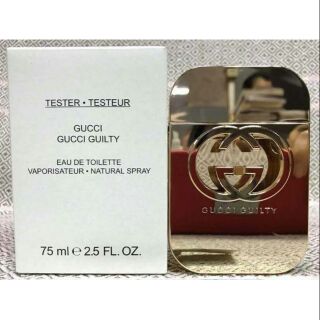 TESTER • TESTEUR
GUCCI
GUCCI GUILTY
EAU DE TOILETTE
VAPORISATEUR • NATURAL SPRAY
75 ml ℮ 2.5 FL. OZ.
GUCCI GUILTY